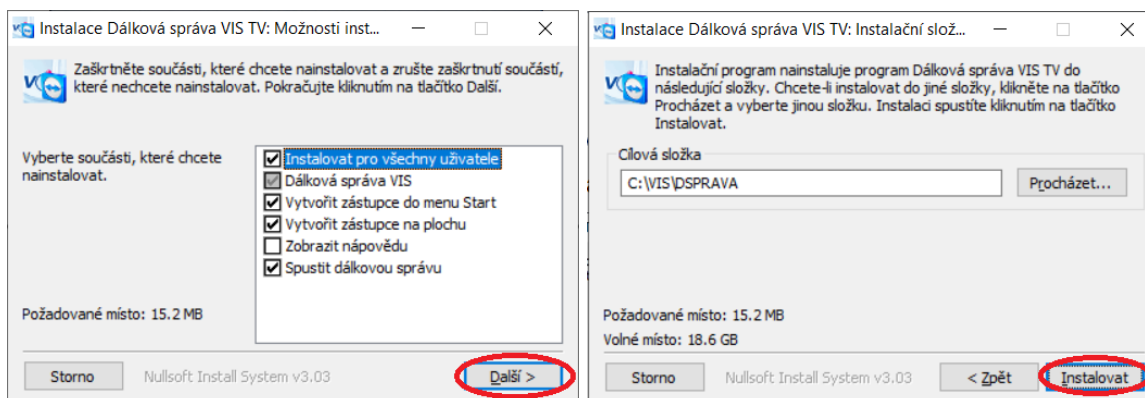 Instalace Dálková správa VIS TV: Možnosti inst...
Zaškrtněte součásti, které chcete nainstalovat a zrušte zaškrtnutí součástí,
které nechcete nainstalovat. Pokračujte kliknutím na tlačítko Další.
Vyberte součásti, které chcete
nainstalovat.
Instalovat pro všechny uživatele
Dálková správa VIS
Vytvořit zástupce do menu Start
Vytvořit zástupce na plochu
Zobrazit nápovědu
Spustit dálkovou správu
Požadované místo: 15.2 MB
Storno
Nullsoft Install System v3.03
Další >
Instalace Dálková správa VIS TV: Instalační slož...
Instalační program nainstaluje program Dálková správa VIS TV do
následující složky. Chcete-li instalovat do jiné složky, klikněte na tlačítko
Procházet a vyberte jinou složku. Instalaci spustíte kliknutím na tlačítko
Instalovat.
Cílová složka
C:\VIS\DSPRAVA
Procházet...
Požadované místo: 15.2 MB
Volné místo: 18.6 GB
Storno
Nullsoft Install System v3.03
< Zpět
Instalovat